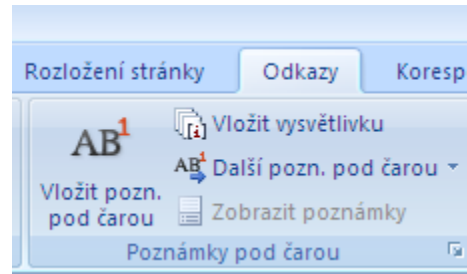 Rozložení stránky Odkazy Koresp
AB1
Vložit pozn.
pod čarou
Vložit vysvětlivku
AB1 Další pozn. pod čarou
Zobrazit poznámky
Poznámky pod čarou